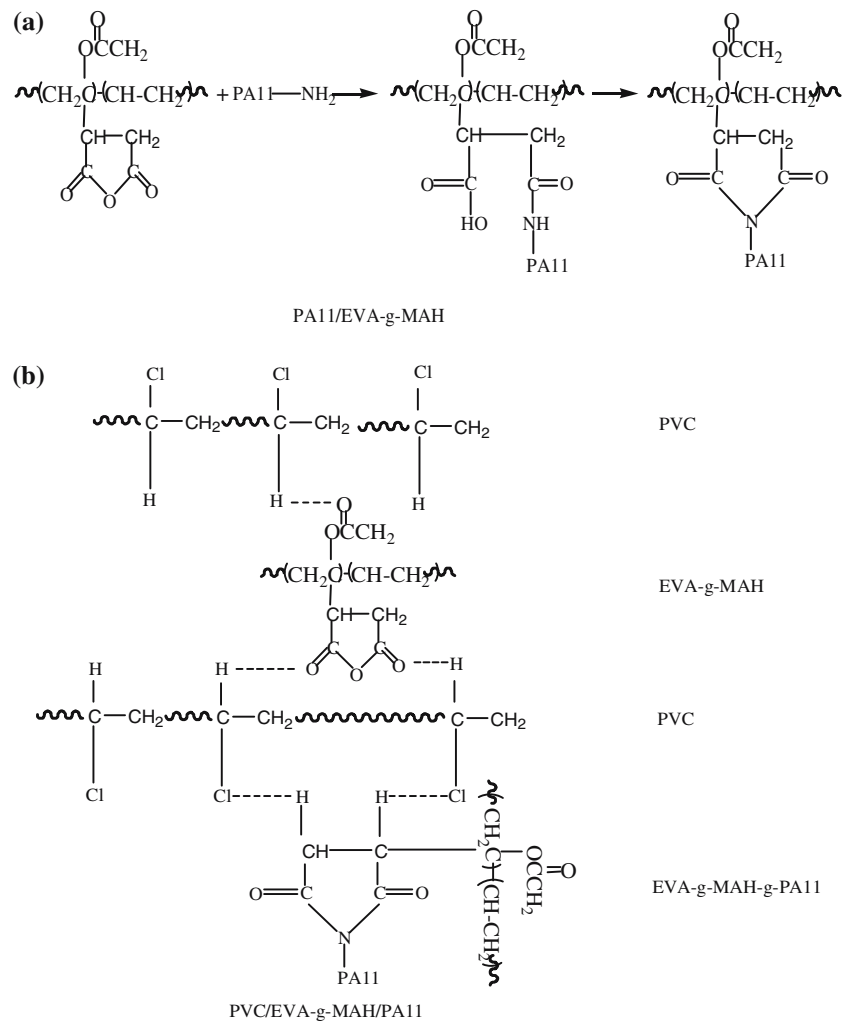 (a)
O O O
OCCH2 OCCH2 OCCH2
(CH2C)(CH-CH2) + PA11—NH2 (CH2C)(CH-CH2) (CH2C)(CH-CH2)
CH CH2 CH CH2 CH CH2
C C O=C C=O O=C C=O
O O O HO NH N
PA11 PA11
PA11/EVA-g-MAH
(b)
Cl Cl Cl
C—CH2 C—CH2 C—CH2 PVC
H H H
O
OCCH2
(CH2C)(CH-CH2) EVA-g-MAH
CH CH2
C C
H O O O H
C—CH2 C—CH2 C—CH2 PVC
Cl Cl H H Cl
CH C (CH2C)(CH-CH2) OCCH2 =O
O=C C=O EVA-g-MAH-g-PA11
N
PA11
PVC/EVA-g-MAH/PA11